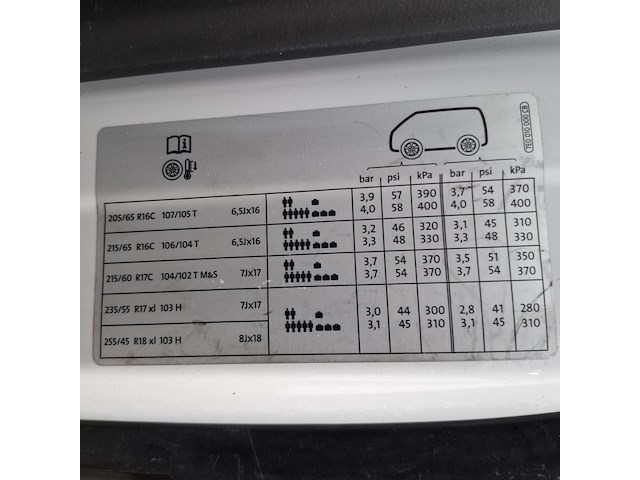 7E0 010 000 CB
bar psi kPa bar psi kPa
205/65 R16C 107/105 T 6,5Jx16 3,9 57 390 3,7 54 370
4,0 58 400 4,0 58 400
215/65 R16C 106/104 T 6,5Jx16 3,2 46 320 3,1 45 310
3,3 48 330 3,3 48 330
215/60 R17C 104/102 T M&S 7Jx17 3,7 54 370 3,5 51 350
3,7 54 370 3,7 54 370
235/55 R17 xl 103 H 7Jx17 3,0 44 300 2,8 41 280
3,1 45 310 3,1 45 310
255/45 R18 xl 103 H 8Jx18